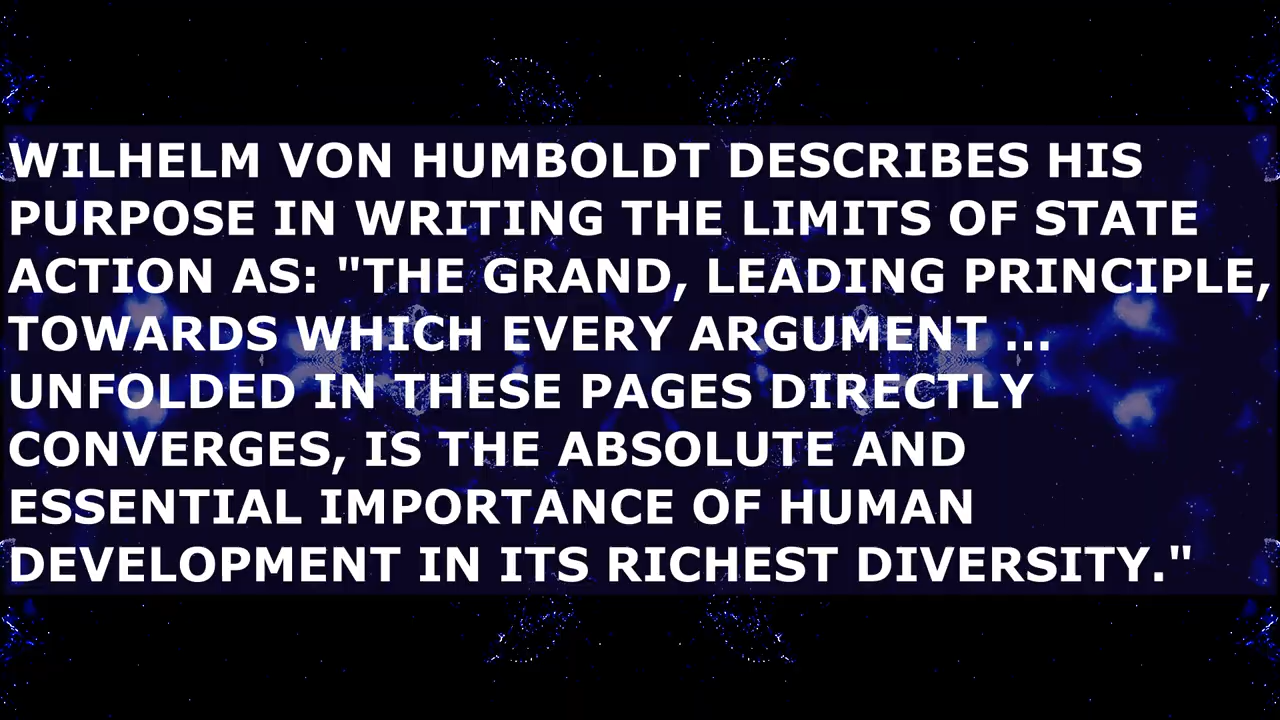 WILHELM VON HUMBOLDT DESCRIBES HIS
PURPOSE IN WRITING THE LIMITS OF STATE
ACTION AS: "THE GRAND, LEADING PRINCIPLE,
TOWARDS WHICH EVERY ARGUMENT ...
UNFOLDED IN THESE PAGES DIRECTLY
CONVERGES, IS THE ABSOLUTE AND
ESSENTIAL IMPORTANCE OF HUMAN
DEVELOPMENT IN ITS RICHEST DIVERSITY."